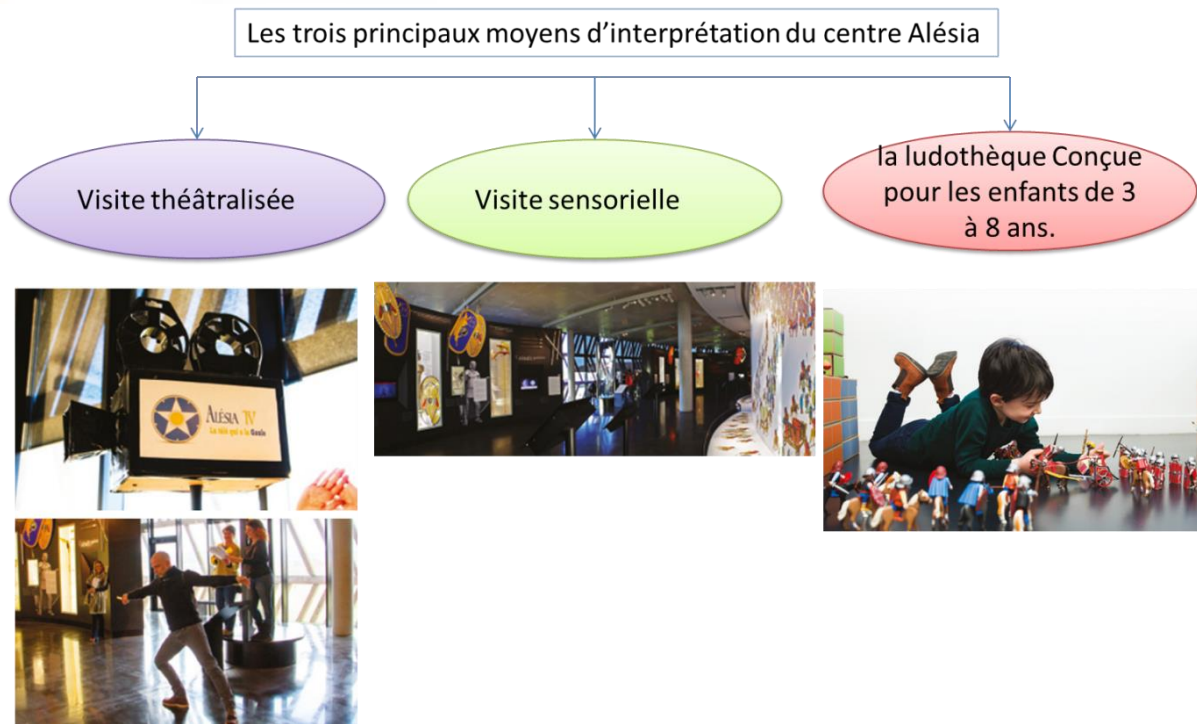 Les trois principaux moyens d'interprétation du centre Alésia
Visite théâtralisée
Visite sensorielle
la ludothèque Conçue
pour les enfants de 3
à 8 ans.
ALÉSIA TV
La télé qui a la Gaule